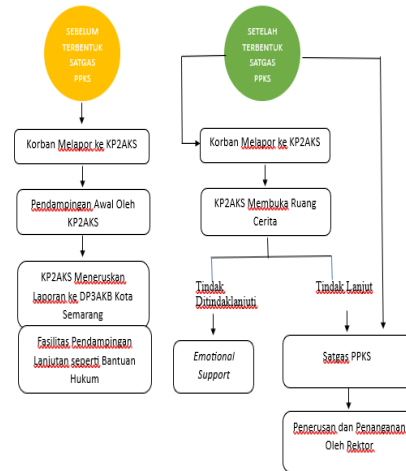 SEBELUM
TERBENTUK
SATGAS
PPKS
Korban Melapor ke KP2AKS
Pendampingan Awal Oleh
KP2AKS
KP2AKS Meneruskan
Laporan ke DP3AKB Kota
Semarang
Fasilitas Pendampingan
Lanjutan seperti Bantuan
Hukum
SETELAH
TERBENTUK
SATGAS
PPKS
Korban Melapor ke KP2AKS
KP2AKS Membuka Ruang
Cerita
Tindak
Ditindaklanjuti
Tindak Lanjut
Emotional
Support
Satgas PPKS
Penerusan dan Penanganan
Oleh Rektor